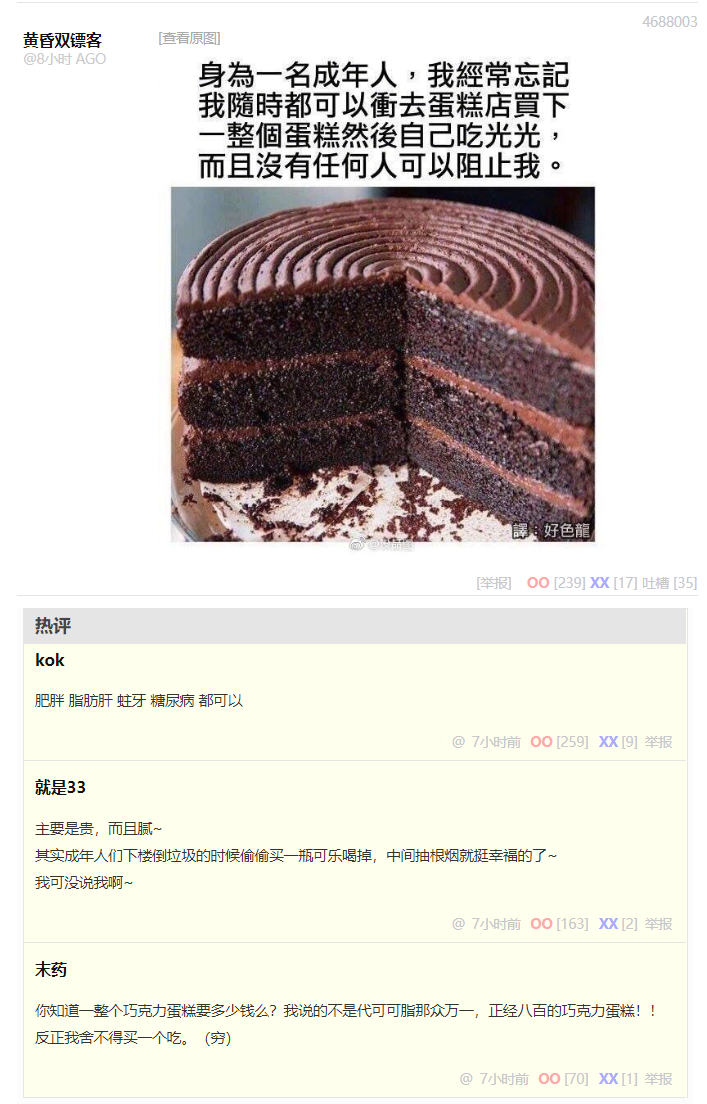 4688003
黄昏双镖客
[查看原图]
@8小时 AGO
身為一名成年人，我經常忘記
我隨時都可以衝去蛋糕店買下
一整個蛋糕然後自己吃光光，
而且沒有任何人可以阻止我。
譯：好色龍
[举报] OO [239] XX [17] 吐槽 [35]
热评
kok
肥胖 脂肪肝 蛀牙 糖尿病 都可以
@ 7小时前 OO [259] XX [9] 举报
就是33
主要是贵，而且腻~
其实成年人们下楼倒垃圾的时候偷偷买一瓶可乐喝掉，中间抽根烟就挺幸福的了~
我可没说我啊~
@ 7小时前 OO [163] XX [2] 举报
末药
你知道一整个巧克力蛋糕要多少钱么？我说的不是代可可脂那众万一，正经八百的巧克力蛋糕！！
反正我舍不得买一个吃。（穷）
@ 7小时前 OO [70] XX [1] 举报